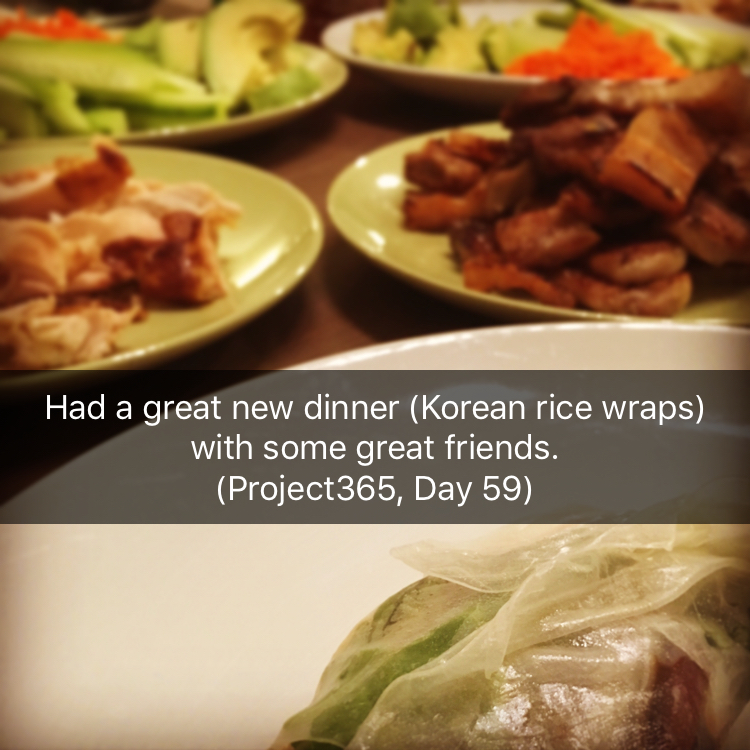 Had a great new dinner (Korean rice wraps)
with some great friends.
(Project365, Day 59)